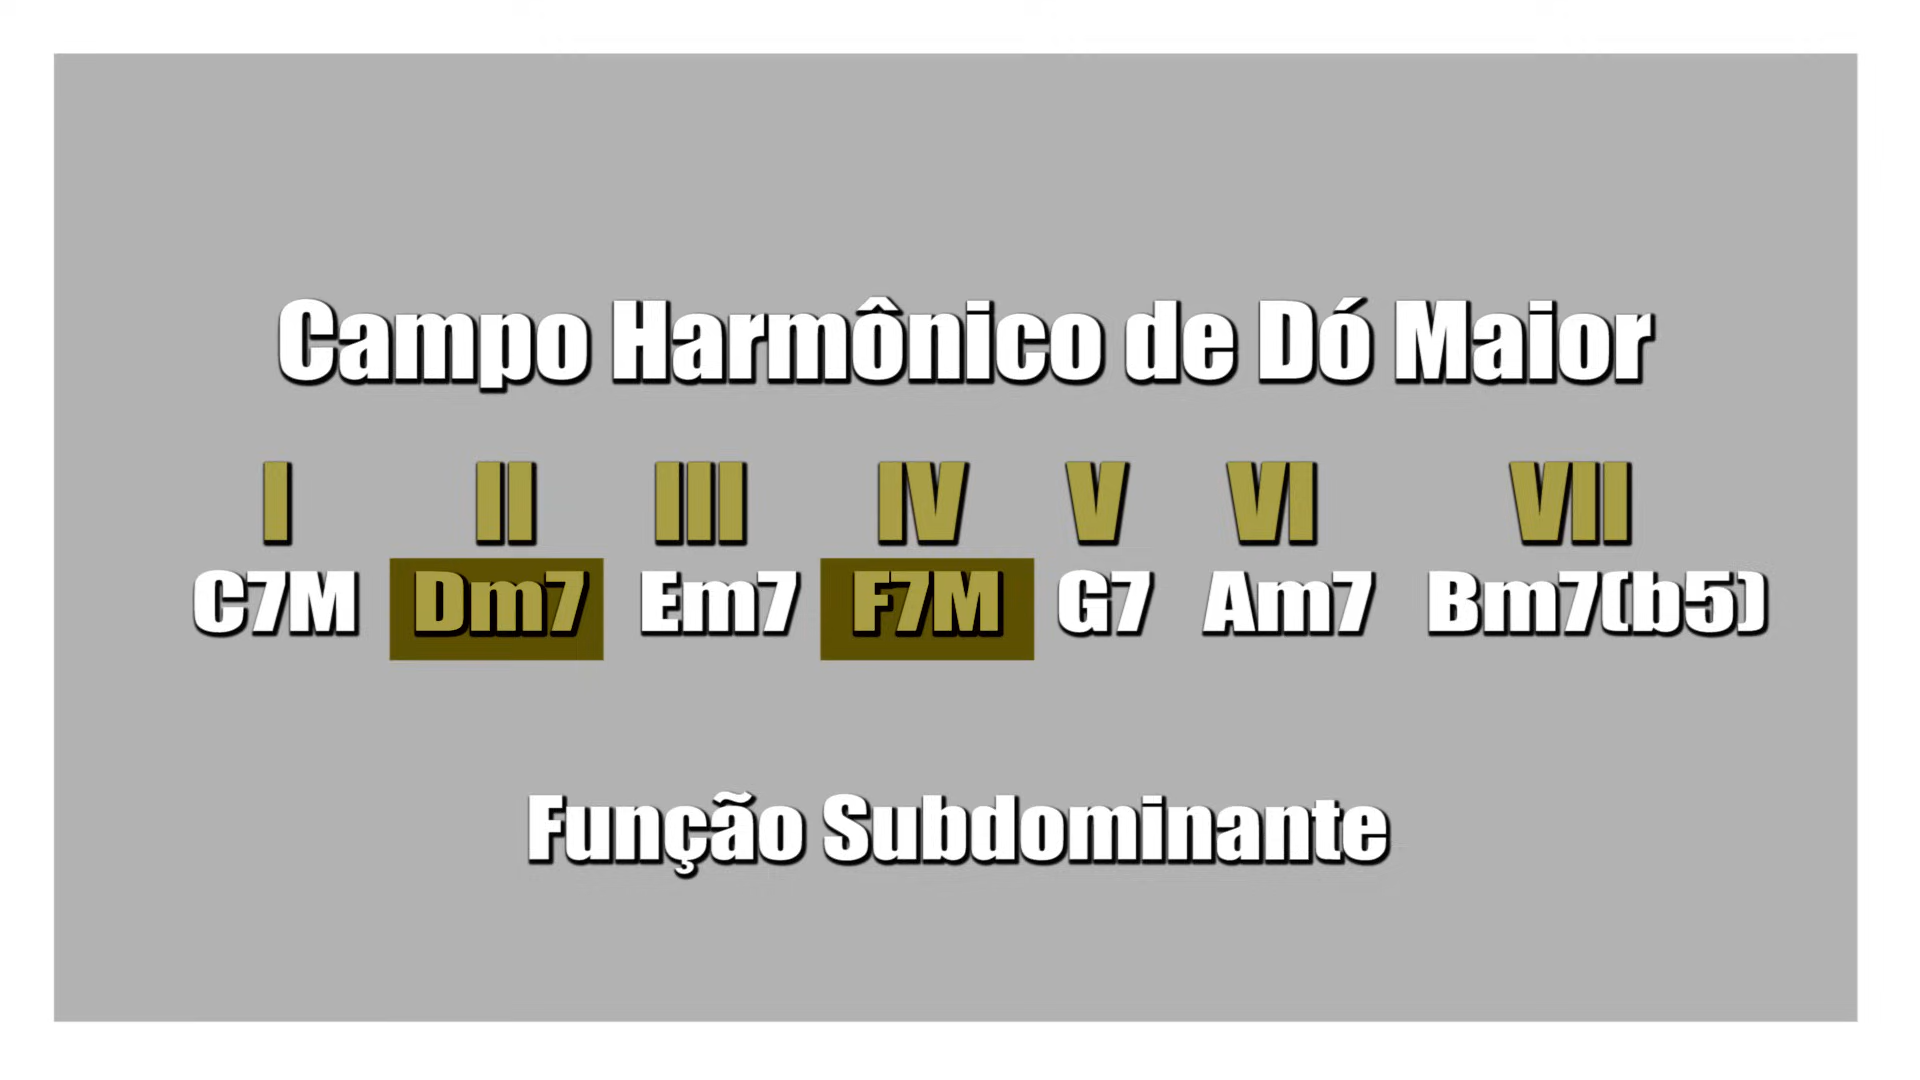 Campo Harmônico de Dó Maior
I II III IV V VI VII
C7M Dm7 Em7 F7M G7 Am7 Bm7(b5)
Função Subdominante